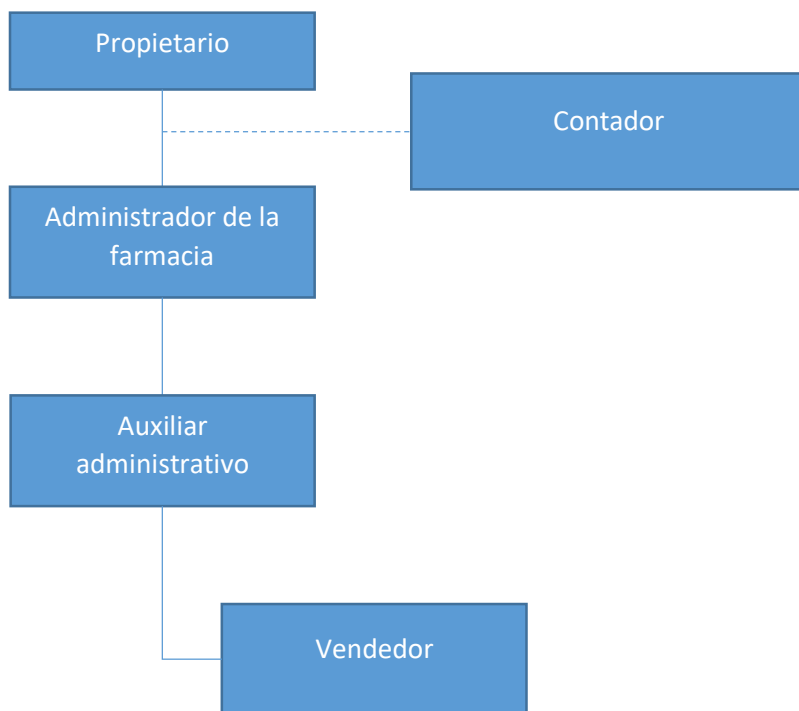 Propietario
Contador
Administrador de la
farmacia
Auxiliar
administrativo
Vendedor